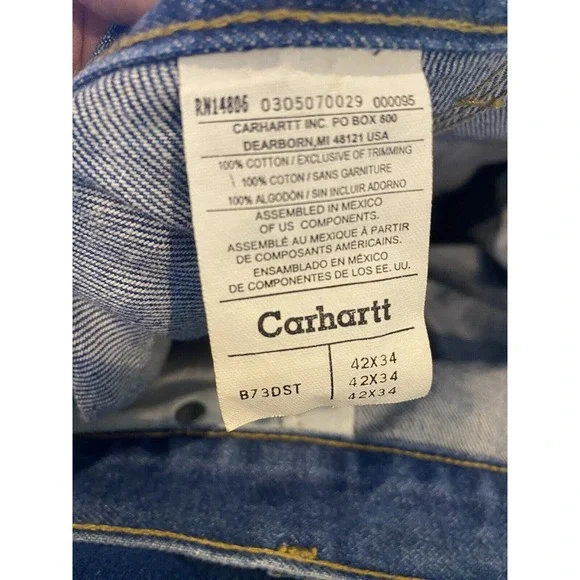 RN14806 0305070029 000095
CARHARTT INC. PO BOX 600
DEARBORN, MI 48121 USA
100% COTTON / EXCLUSIVE OF TRIMMING
100% COTON / SANS GARNITURE
100% ALGODÓN / SIN INCLUIR ADORNO
ASSEMBLED IN MEXICO
OF US COMPONENTS.
ASSEMBLÉ AU MEXIQUE À PARTIR
DE COMPOSANTS AMÉRICAINS.
ENSAMBLADO EN MÉXICO
DE COMPONENTES DE LOS EE. UU.
Carhartt
B73DST
42X34
42X34
42X34